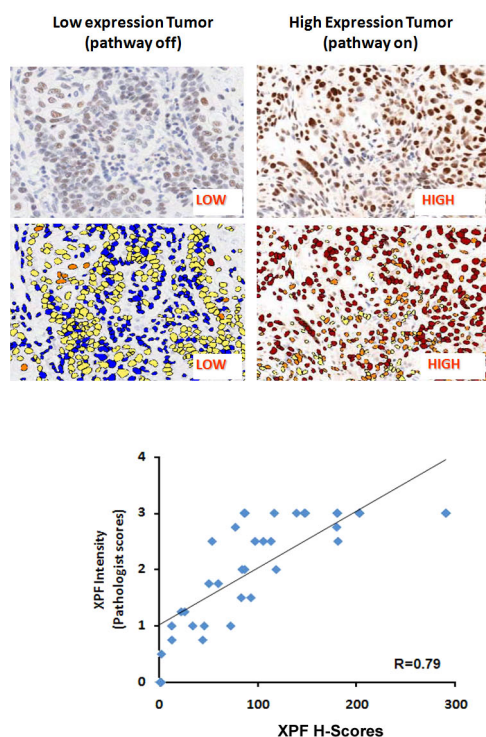 Low expression Tumor
(pathway off)
High Expression Tumor
(pathway on)
LOW
HIGH
LOW
HIGH
XPF Intensity
(Pathologist scores)
4
3
2
1
0
R=0.79
0
100
200
300
XPF H-Scores